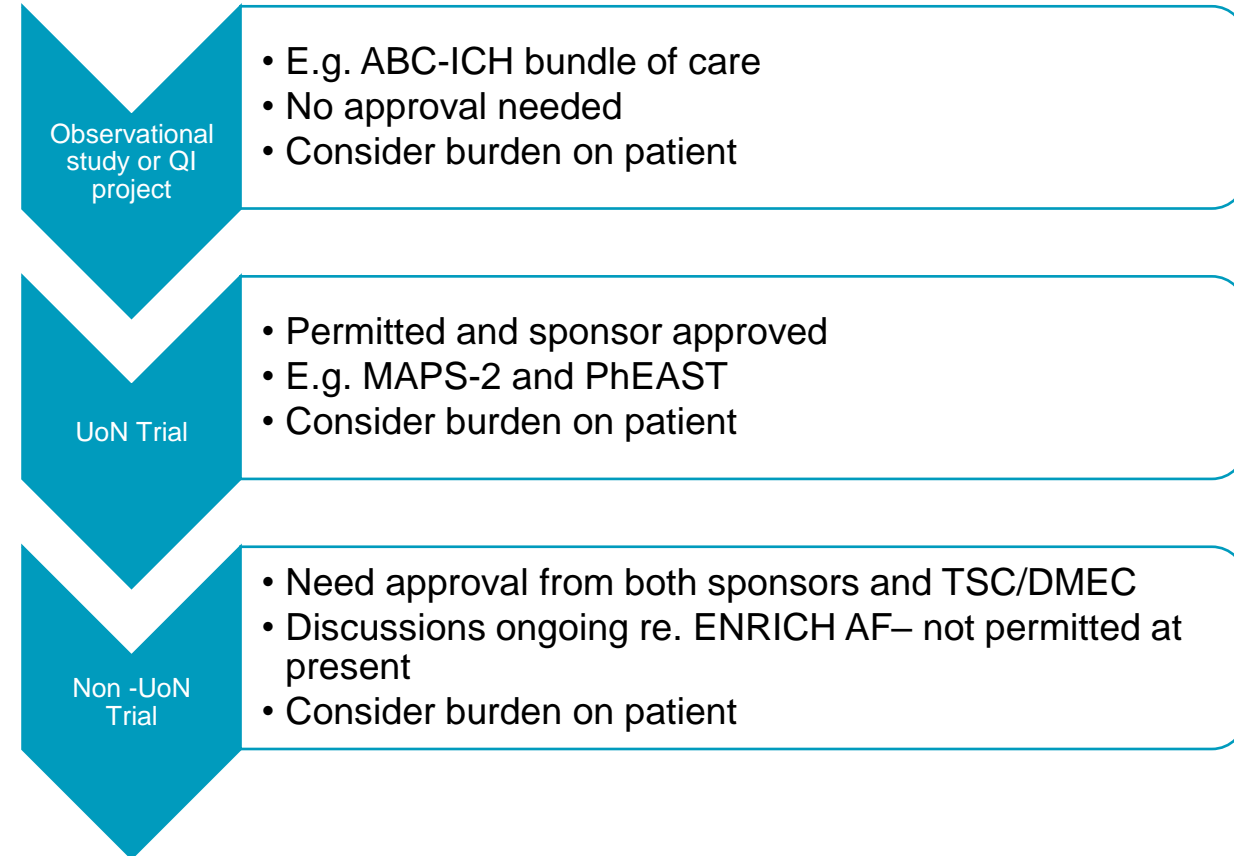 Observational
study or QI
project
• E.g. ABC-ICH bundle of care
• No approval needed
• Consider burden on patient
UoN Trial
• Permitted and sponsor approved
• E.g. MAPS-2 and PhEAST
• Consider burden on patient
Non -UoN
Trial
• Need approval from both sponsors and TSC/DMEC
• Discussions ongoing re. ENRICH AF– not permitted at
present
• Consider burden on patient